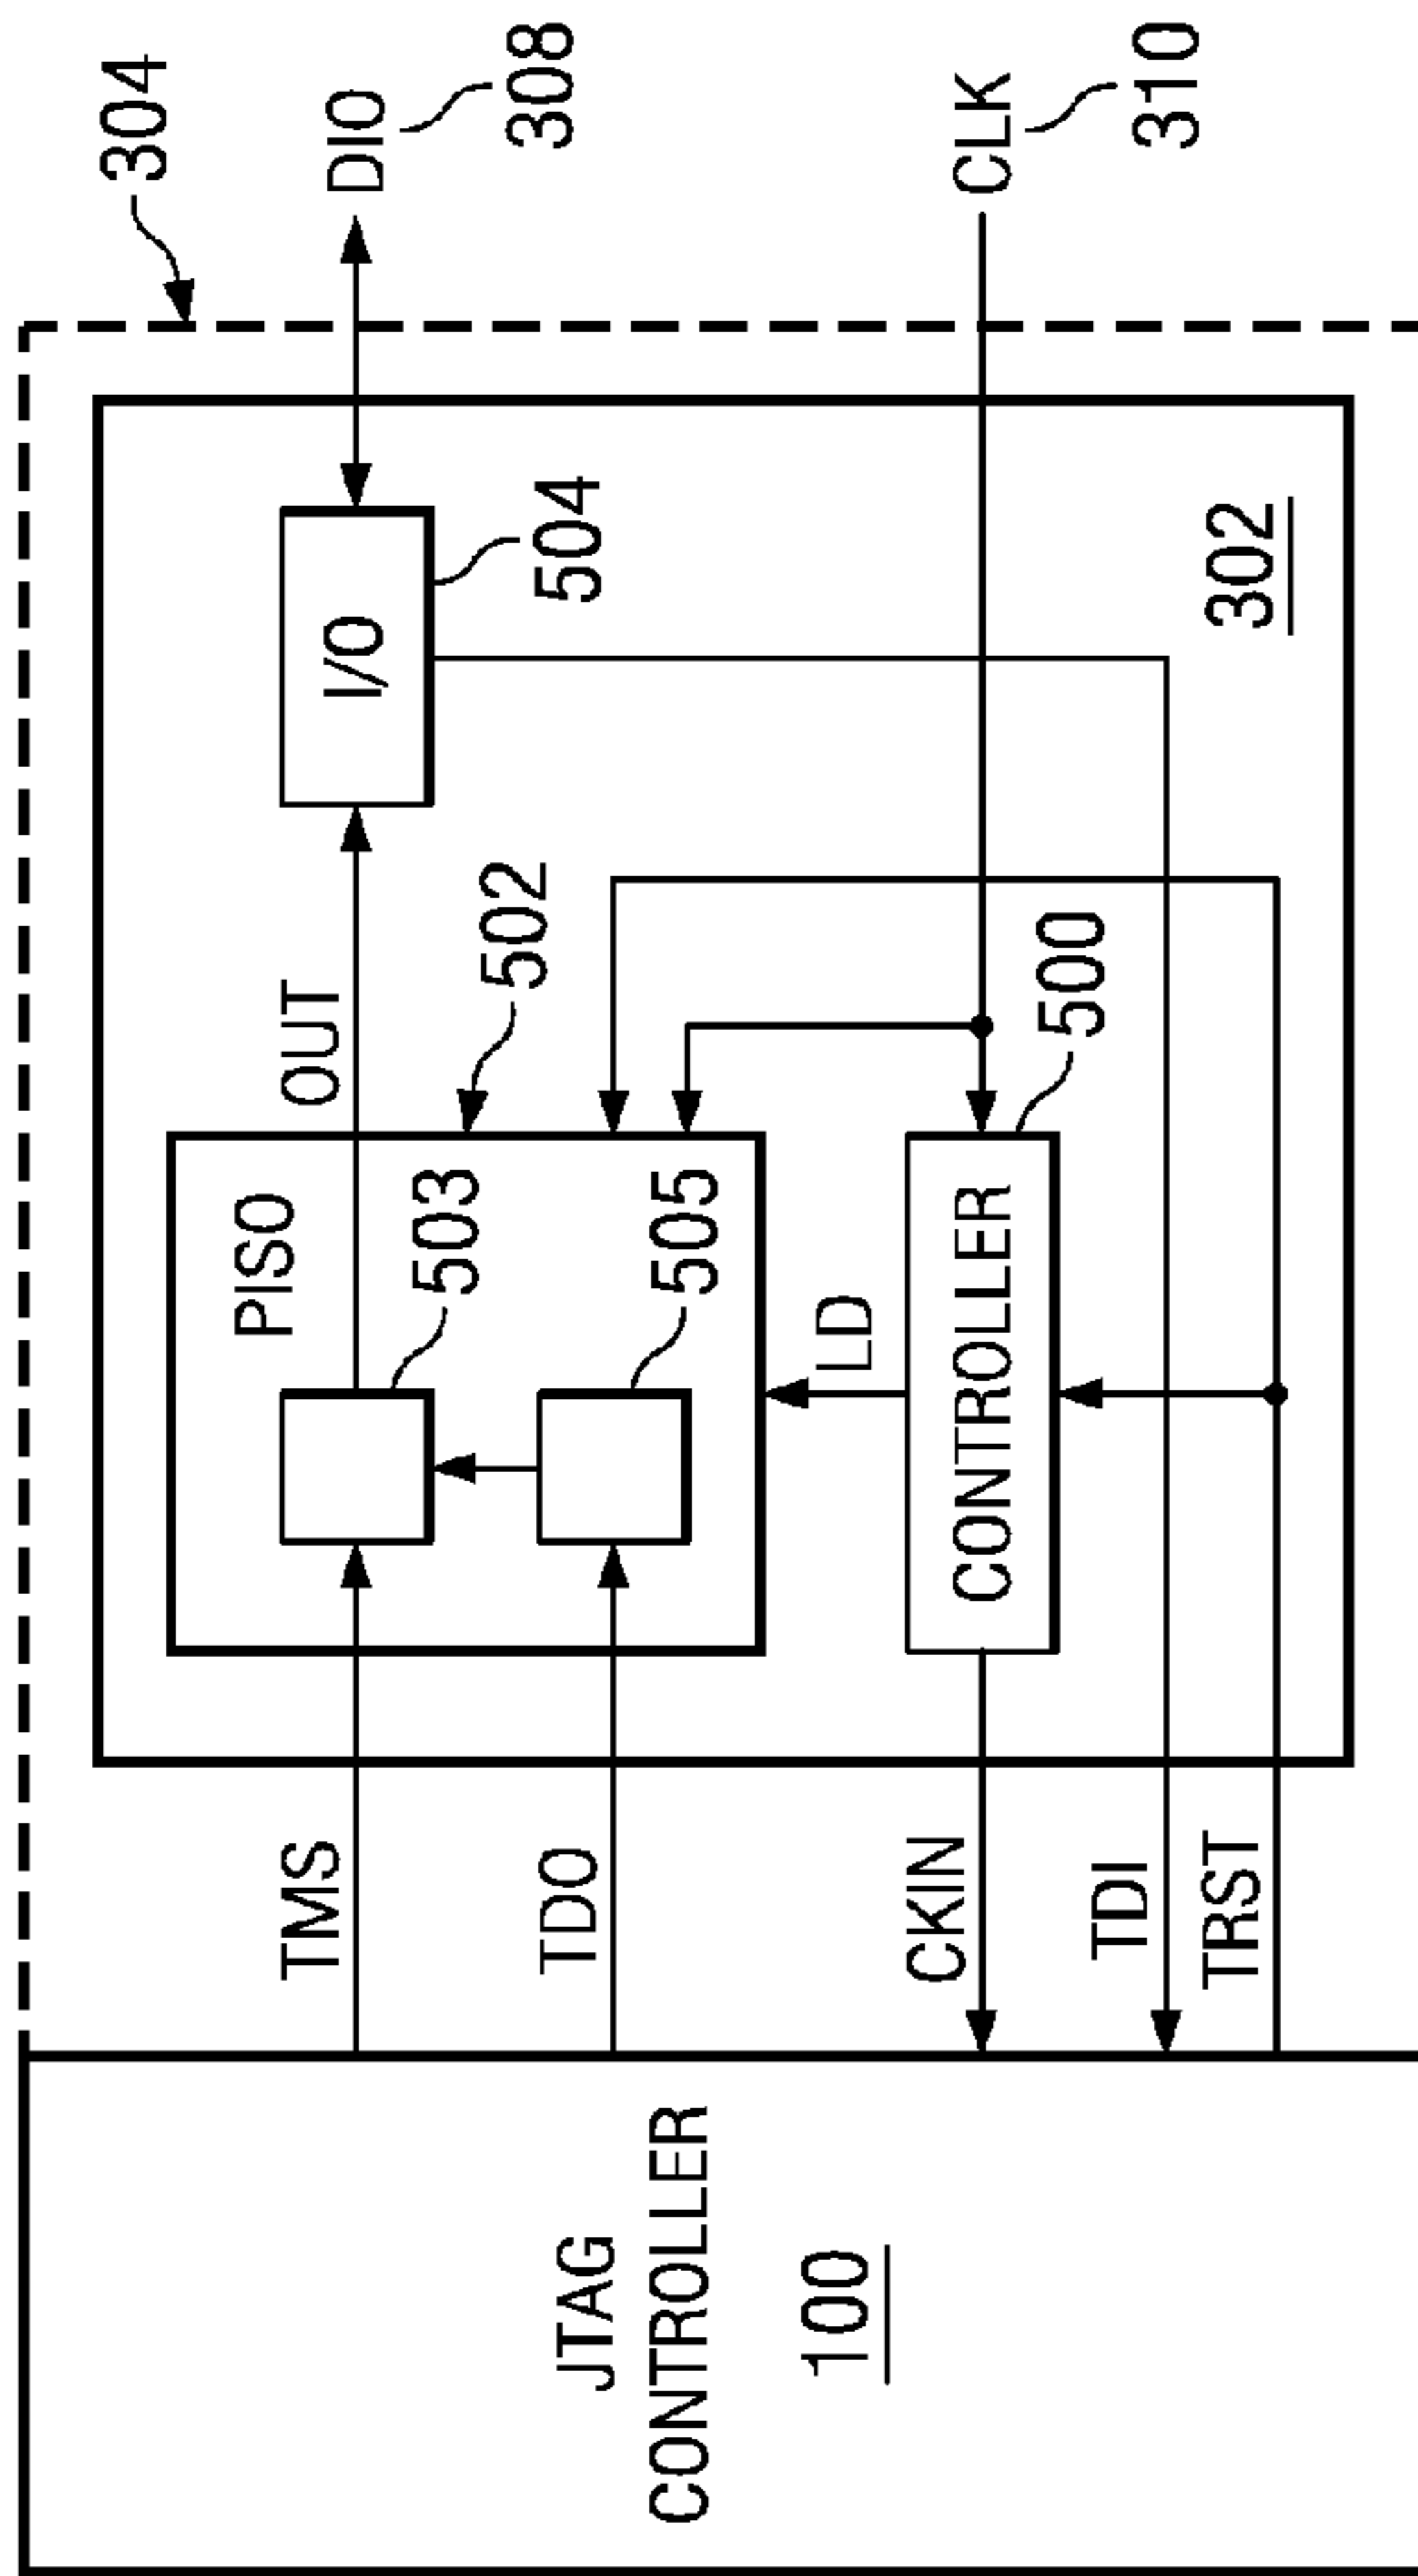 304
DIO
308
I/O
504
OUT
502
PISO
503
505
TMS
TDO
LD
CLK
310
302
500
CONTROLLER
CKIN
TDI
TRST
JTAG
CONTROLLER
100